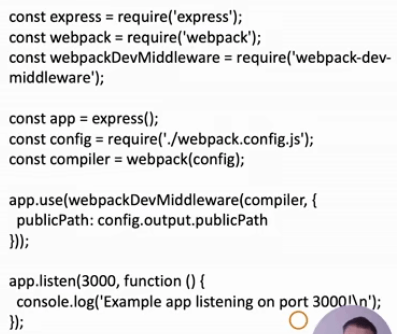 const express = require('express');
const webpack = require('webpack');
const webpackDevMiddleware = require('webpack-dev-
middleware');
const app = express();
const config = require('./webpack.config.js');
const compiler = webpack(config);
app.use(webpackDevMiddleware(compiler, {
publicPath: config.output.publicPath
}));
app.listen(3000, function () {
console.log('Example app listening on port 3000!\n');
});